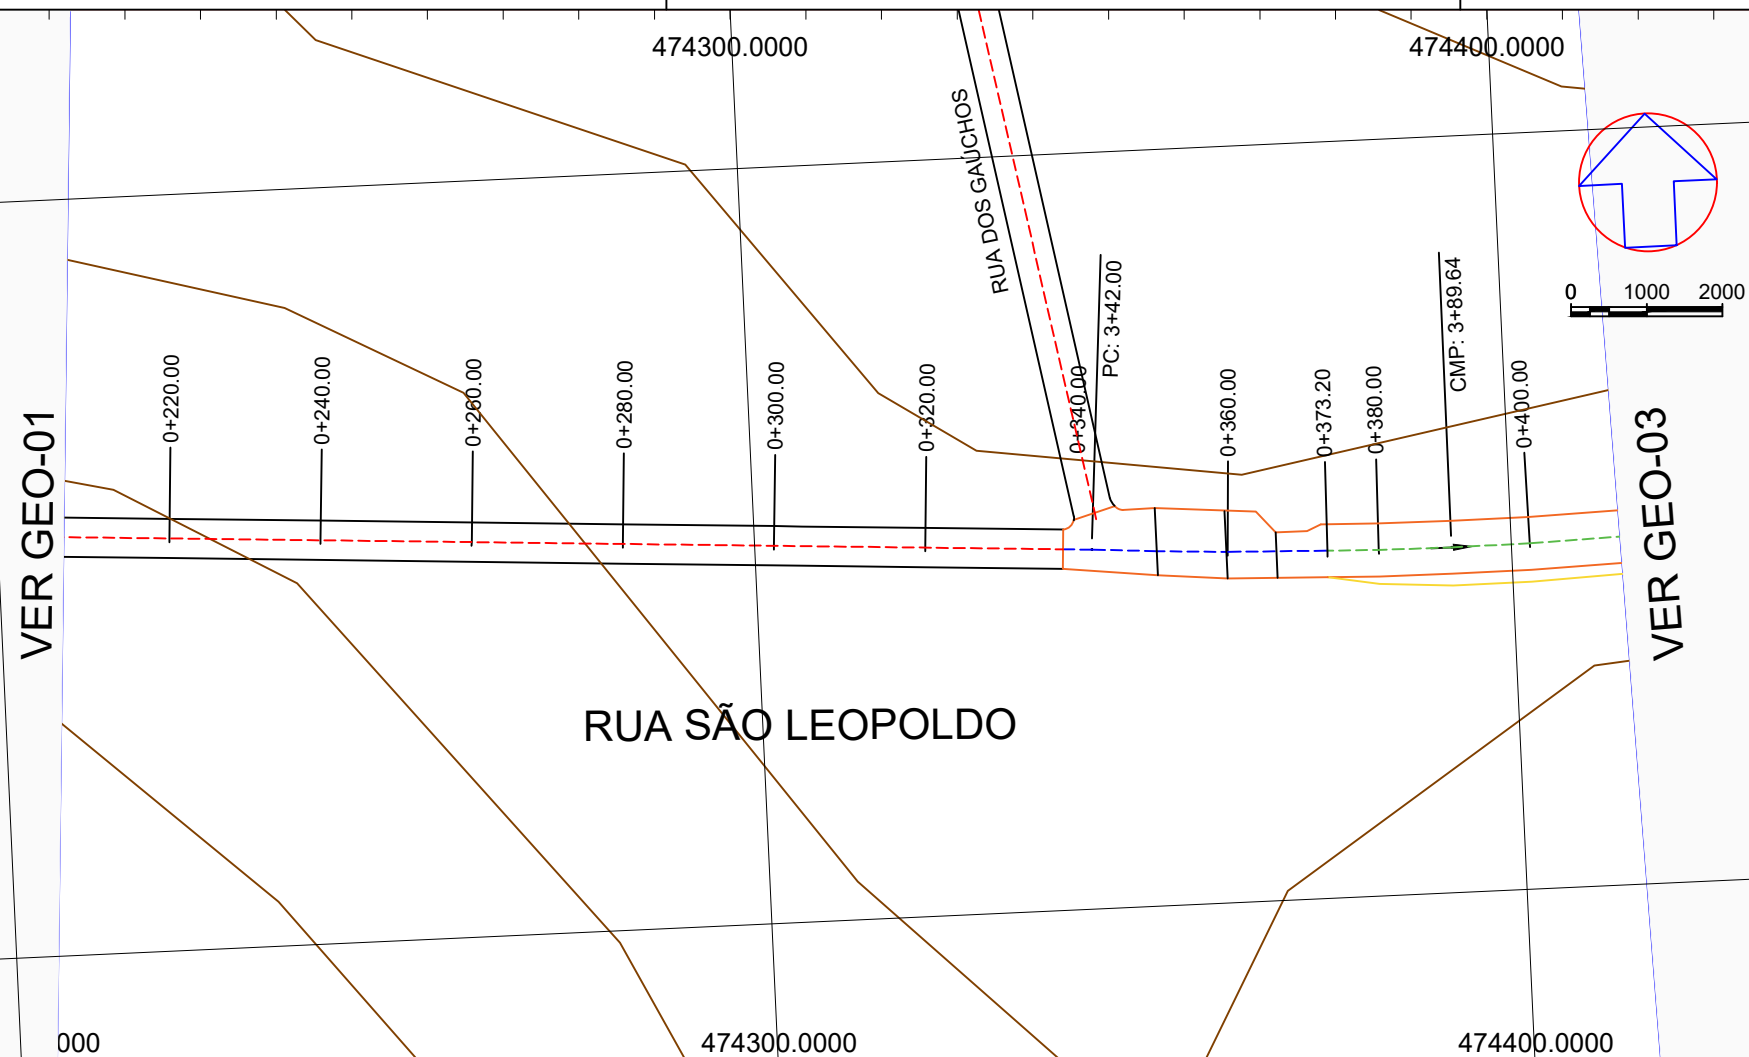 474300.0000
474400.0000
RUA DOS GAÚCHOS
0 1000 2000
PC: 3+42.00
CMP: 3+89.64
0+220.00
0+240.00
0+260.00
0+280.00
0+300.00
0+320.00
0+340.00
0+360.00
0+373.20
0+380.00
0+400.00
VER GEO-01
VER GEO-03
RUA SÃO LEOPOLDO
000
474300.0000
474400.0000